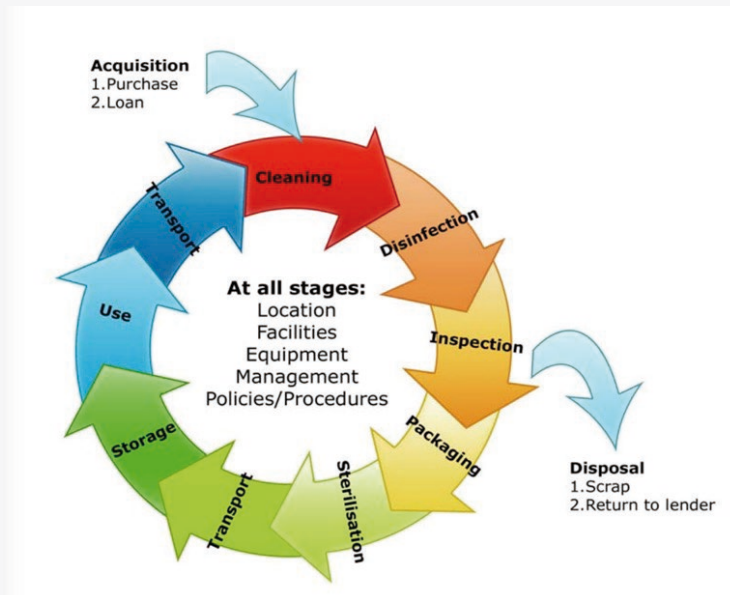 Acquisition
1.Purchase
2.Loan
Cleaning
Disinfection
Inspection
Packaging
Sterilisation
Transport
Storage
Use
Transport
At all stages:
Location
Facilities
Equipment
Management
Policies/Procedures
Disposal
1.Scrap
2.Return to lender